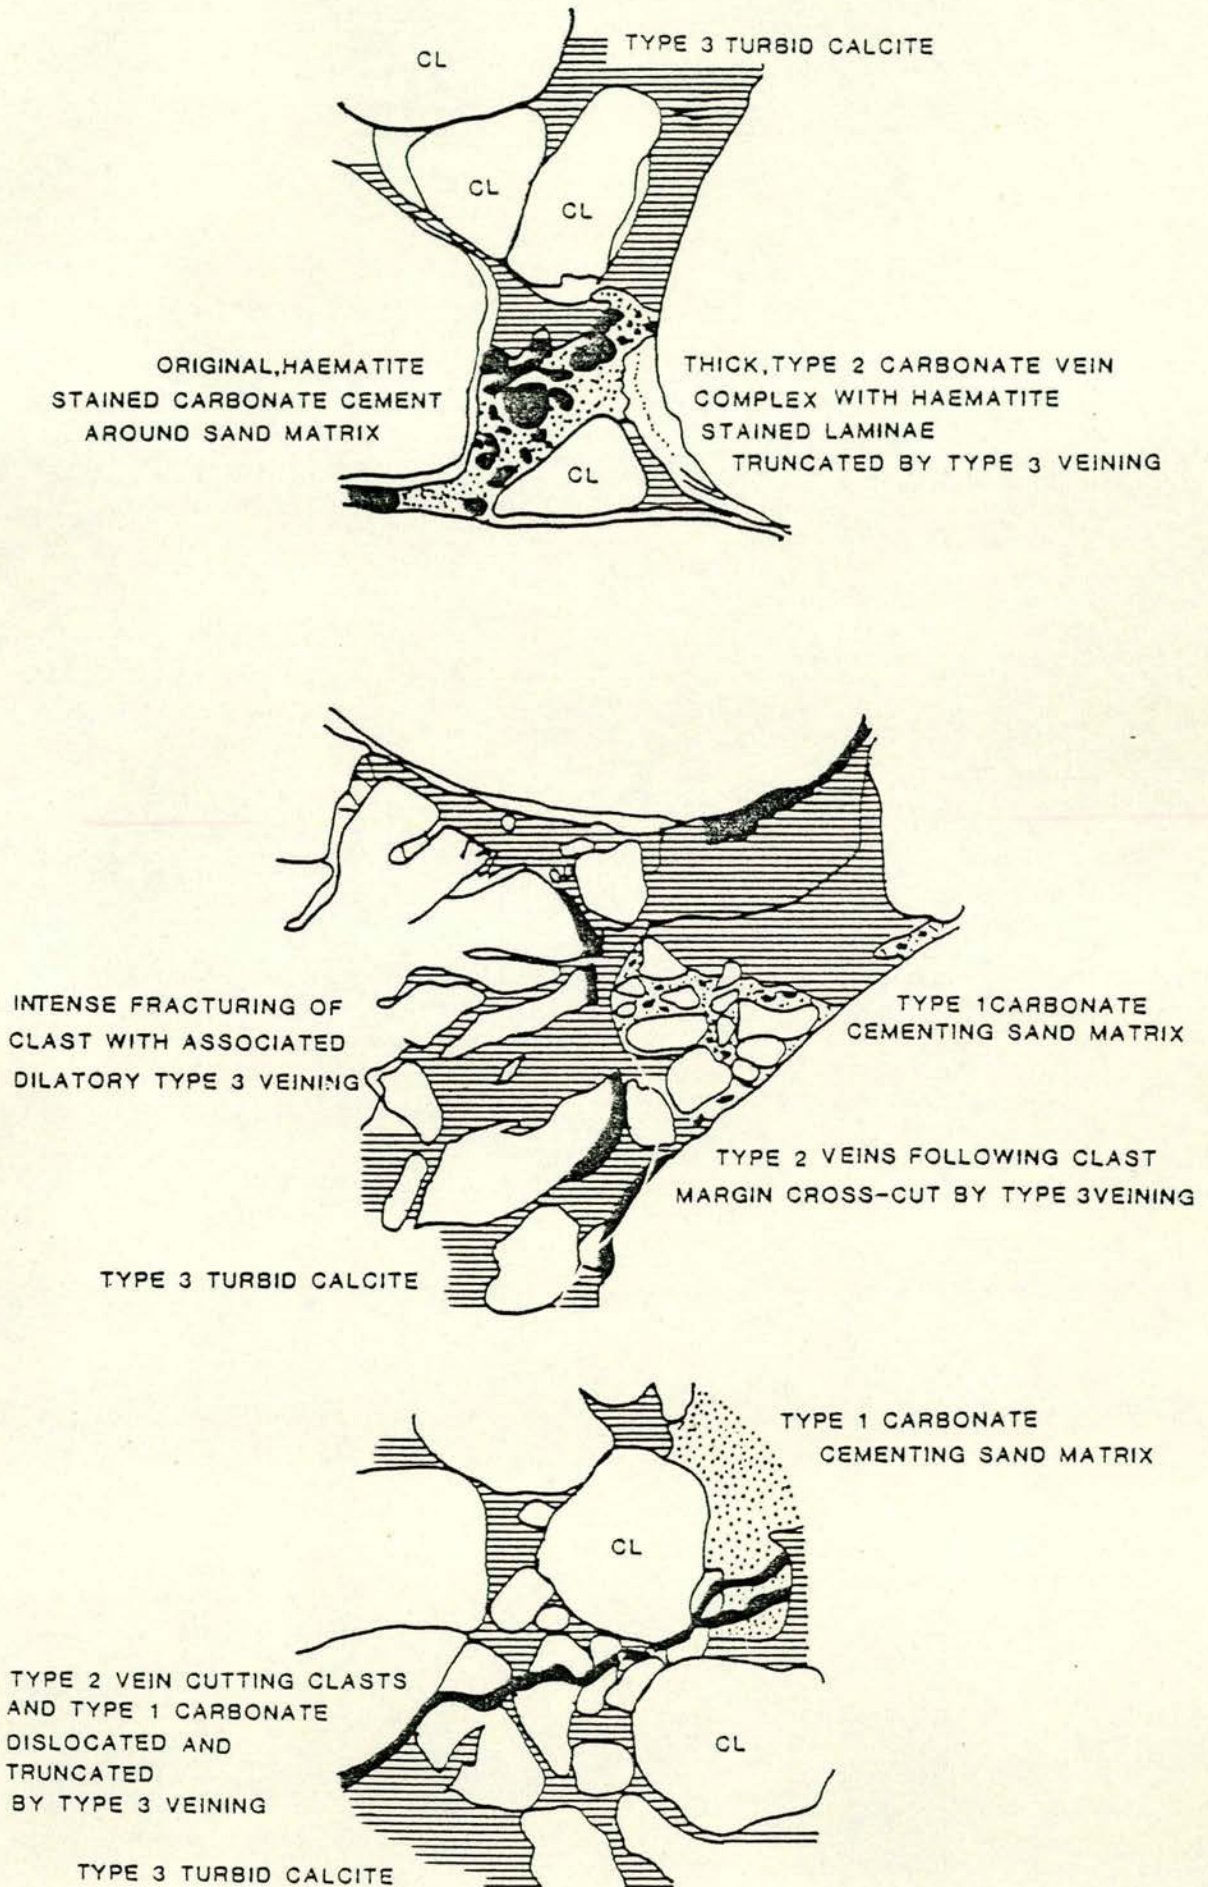 TYPE 3 TURBID CALCITE
CL
CL
CL
ORIGINAL,HAEMATITE
STAINED CARBONATE CEMENT
AROUND SAND MATRIX
THICK,TYPE 2 CARBONATE VEIN
COMPLEX WITH HAEMATITE
STAINED LAMINAE
TRUNCATED BY TYPE 3 VEINING
CL
INTENSE FRACTURING OF
CLAST WITH ASSOCIATED
DILATORY TYPE 3 VEINING
TYPE 1CARBONATE
CEMENTING SAND MATRIX
TYPE 2 VEINS FOLLOWING CLAST
MARGIN CROSS-CUT BY TYPE 3VEINING
TYPE 3 TURBID CALCITE
TYPE 1 CARBONATE
CEMENTING SAND MATRIX
CL
TYPE 2 VEIN CUTTING CLASTS
AND TYPE 1 CARBONATE
DISLOCATED AND
TRUNCATED
BY TYPE 3 VEINING
CL
TYPE 3 TURBID CALCITE